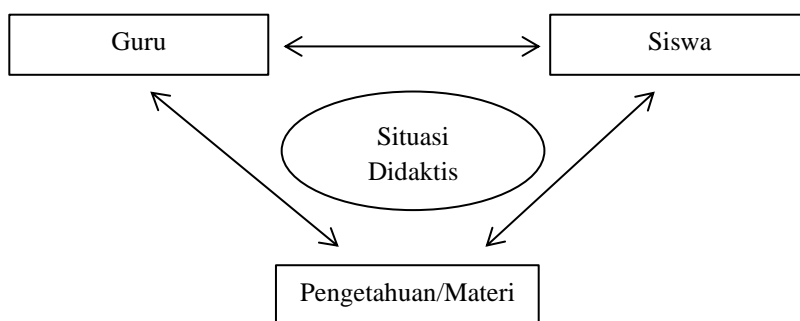 Guru
Siswa
Situasi
Didaktis
Pengetahuan/Materi